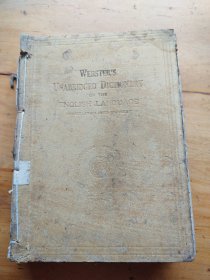 WEBSTER'S
UNABRIDGED DICTIONARY
OF THE
ENGLISH LANGUAGE